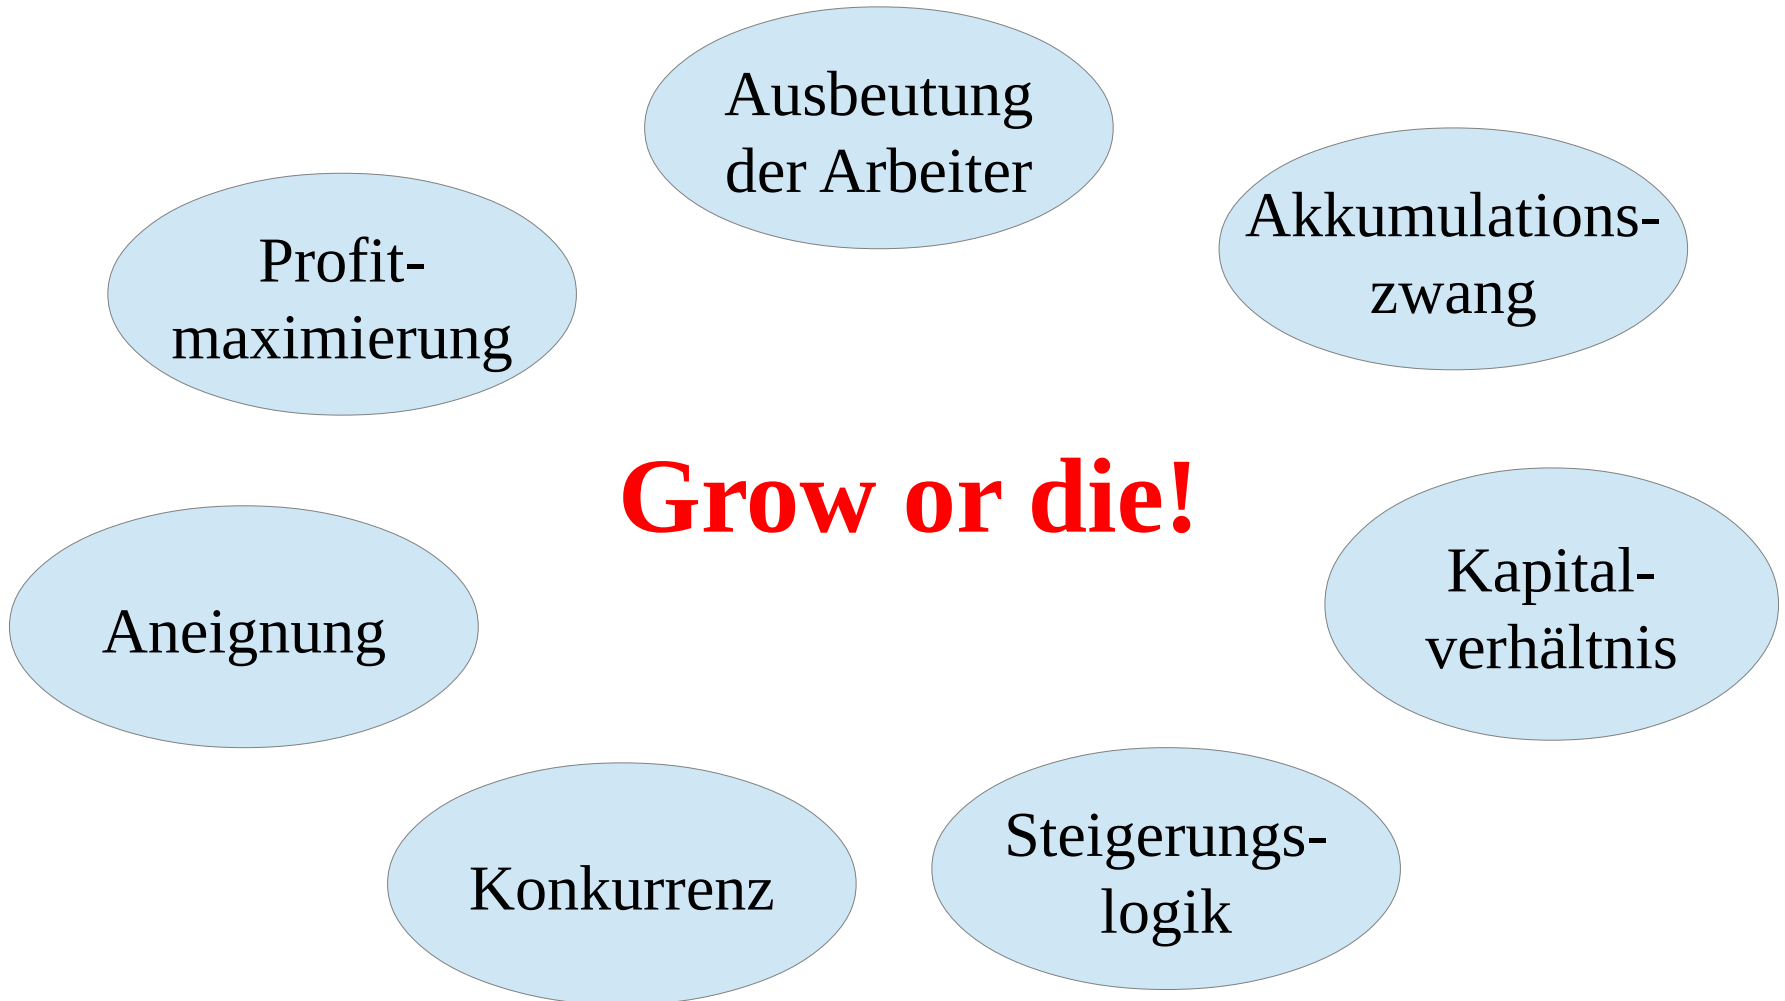 Ausbeutung
der Arbeiter
Akkumulations-
zwang
Profit-
maximierung
Grow or die!
Kapital-
verhältnis
Aneignung
Steigerungs-
logik
Konkurrenz